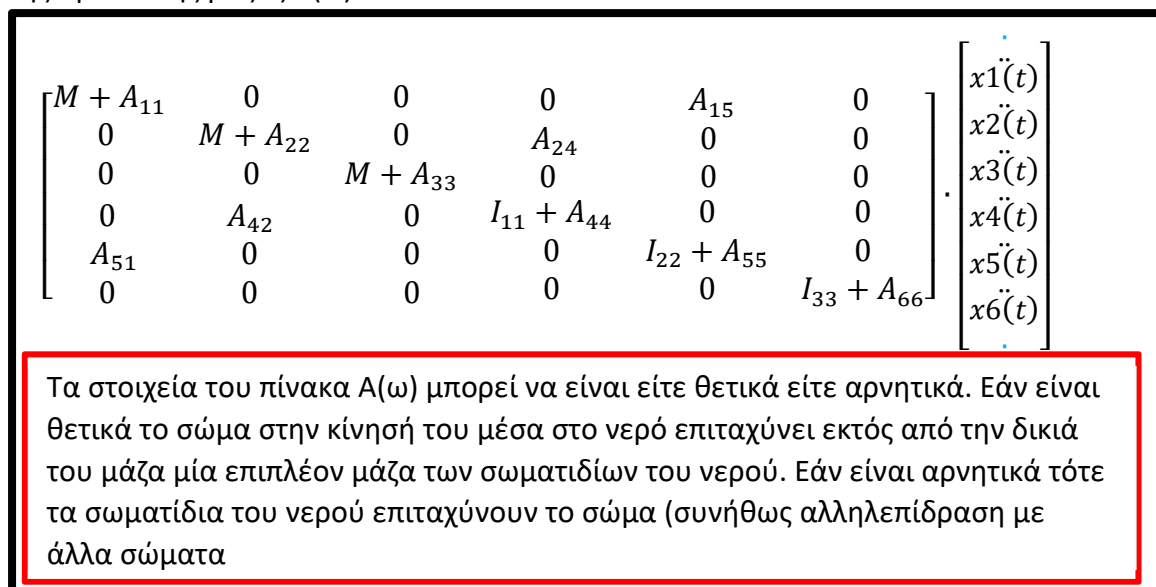 M + A₁₁ 0 0 0 A₁₅ 0
0 M + A₂₂ 0 A₂₄ 0 0
0 0 M + A₃₃ 0 0 0
0 A₄₂ 0 I₁₁ + A₄₄ 0 0
A₅₁ 0 0 0 I₂₂ + A₅₅ 0
0 0 0 0 0 I₃₃ + A₆₆
·
x1̈(t)
x2̈(t)
x3̈(t)
x4̈(t)
x5̈(t)
x6̈(t)
Τα στοιχεία του πίνακα Α(ω) μπορεί να είναι είτε θετικά είτε αρνητικά. Εάν είναι
θετικά το σώμα στην κίνησή του μέσα στο νερό επιταχύνει εκτός από την δικιά
του μάζα μία επιπλέον μάζα των σωματιδίων του νερού. Εάν είναι αρνητικά τότε
τα σωματίδια του νερού επιταχύνουν το σώμα (συνήθως αλληλεπίδραση με
άλλα σώματα